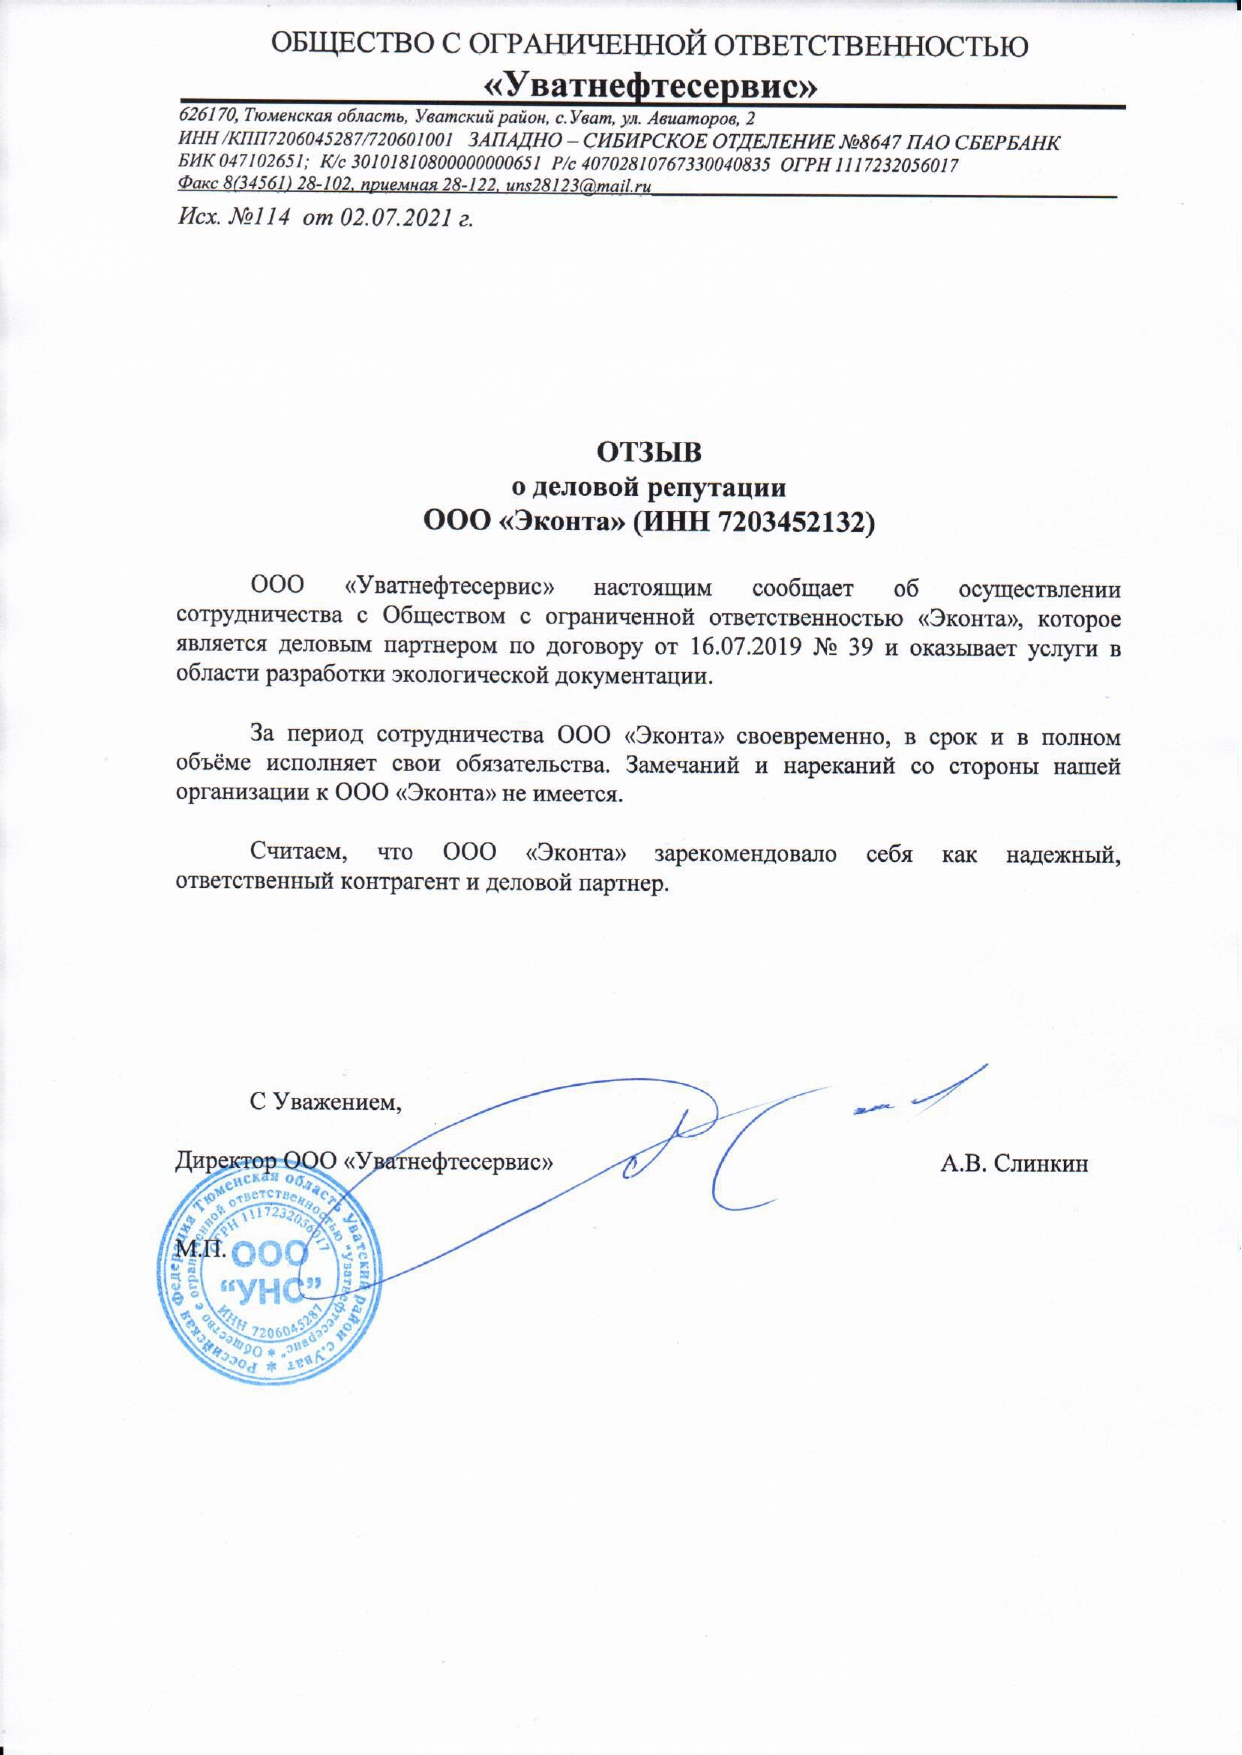 ОБЩЕСТВО С ОГРАНИЧЕННОЙ ОТВЕТСТВЕННОСТЬЮ
«Уватнефтесервис»
626170, Тюменская область, Уватский район, с.Уват, ул. Авиаторов, 2
ИНН /КПП7206045287/720601001 ЗАПАДНО – СИБИРСКОЕ ОТДЕЛЕНИЕ №8647 ПАО СБЕРБАНК
БИК 047102651; К/с 30101810800000000651 Р/с 40702810767330040835 ОГРН 1117232056017
Факс 8(34561) 28-102, приемная 28-122, uns28123@mail.ru
Исх. №114 от 02.07.2021 г.
ОТЗЫВ
о деловой репутации
ООО «Эконта» (ИНН 7203452132)
ООО «Уватнефтесервис» настоящим сообщает об осуществлении
сотрудничества с Обществом с ограниченной ответственностью «Эконта», которое
является деловым партнером по договору от 16.07.2019 № 39 и оказывает услуги в
области разработки экологической документации.
За период сотрудничества ООО «Эконта» своевременно, в срок и в полном
объёме исполняет свои обязательства. Замечаний и нареканий со стороны нашей
организации к ООО «Эконта» не имеется.
Считаем, что ООО «Эконта» зарекомендовало себя как надежный,
ответственный контрагент и деловой партнер.
С Уважением,
Директор ООО «Уватнефтесервис» А.В. Слинкин
М.П.
Российская Федерация Тюменская область Уватский район с.Уват *
Общество с ограниченной ответственностью "Уватнефтесервис" *
ОГРН 1117232056017
ООО
“УНС”
ИНН 7206045287